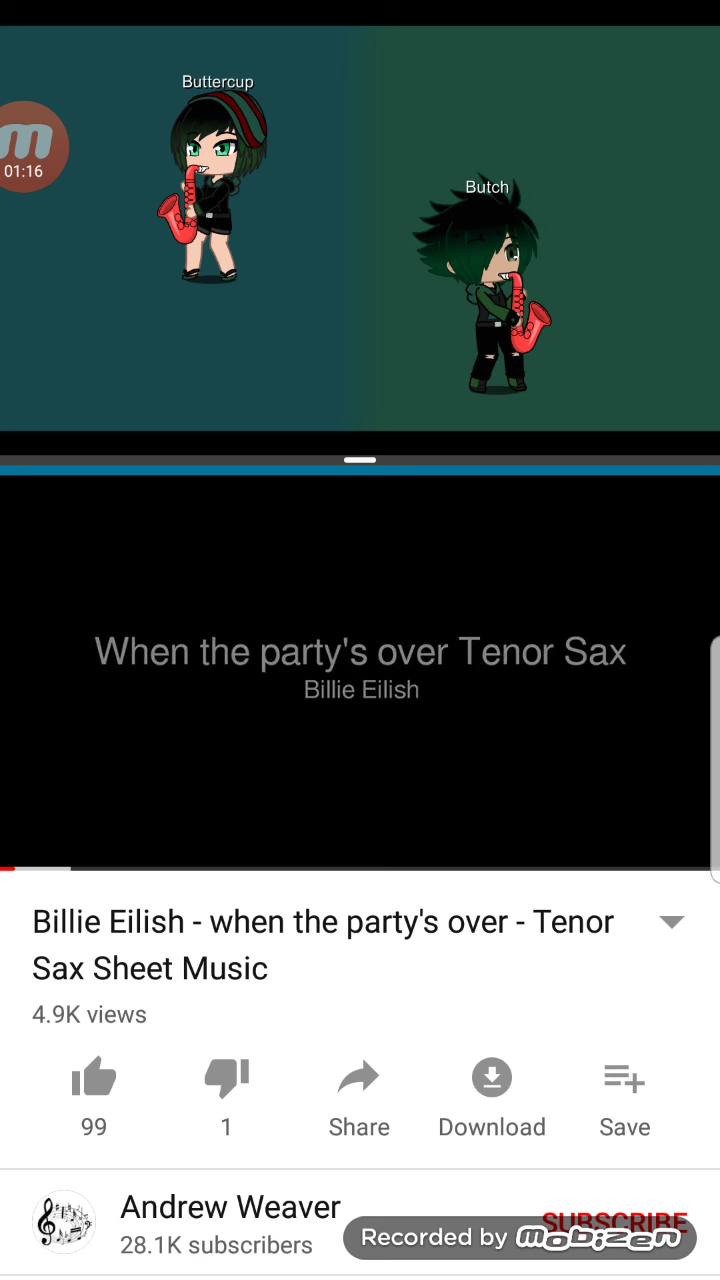 Buttercup
m
01:16
Butch
When the party's over Tenor Sax
Billie Eilish
Billie Eilish - when the party's over - Tenor
Sax Sheet Music
4.9K views
99
1
Share
Download
Save
Andrew Weaver
SUBSCRIBE
28.1K subscribers
Recorded by mobizen